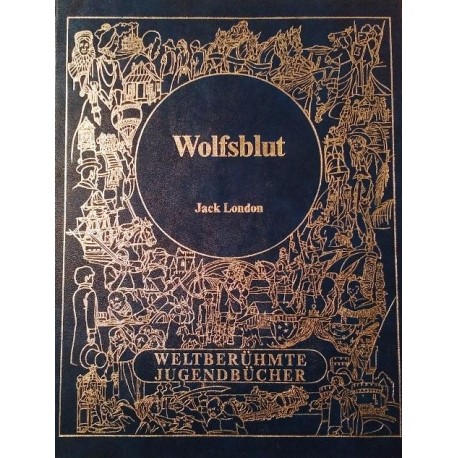 Wolfsblut
Jack London
WELTBERÜHMTE
JUGENDBÜCHER